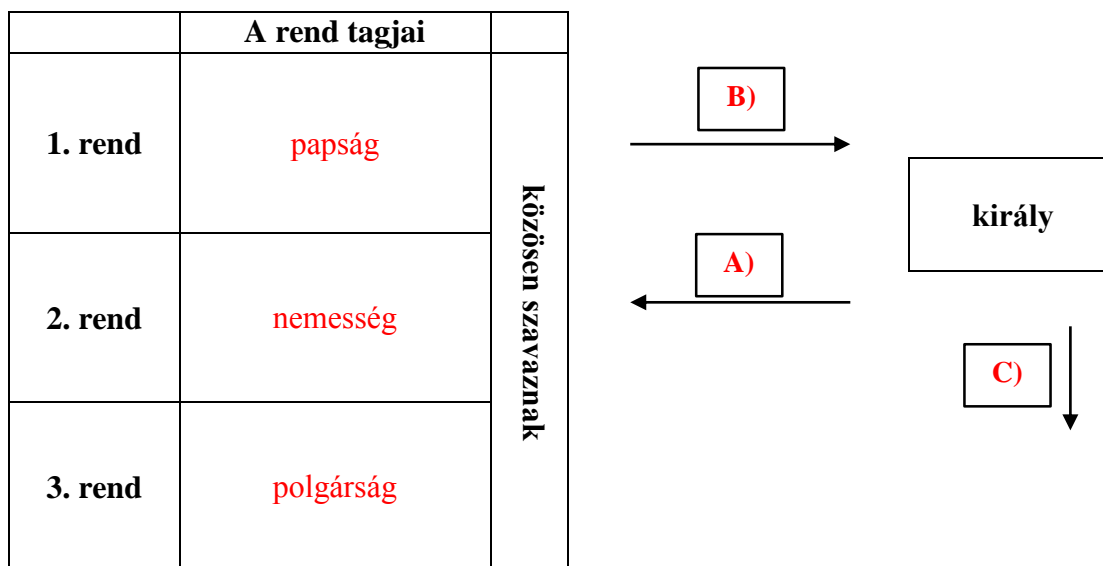 A rend tagjai
1. rend
papság
2. rend
nemesség
3. rend
polgárság
közösen szavaznak
B)
A)
király
C)